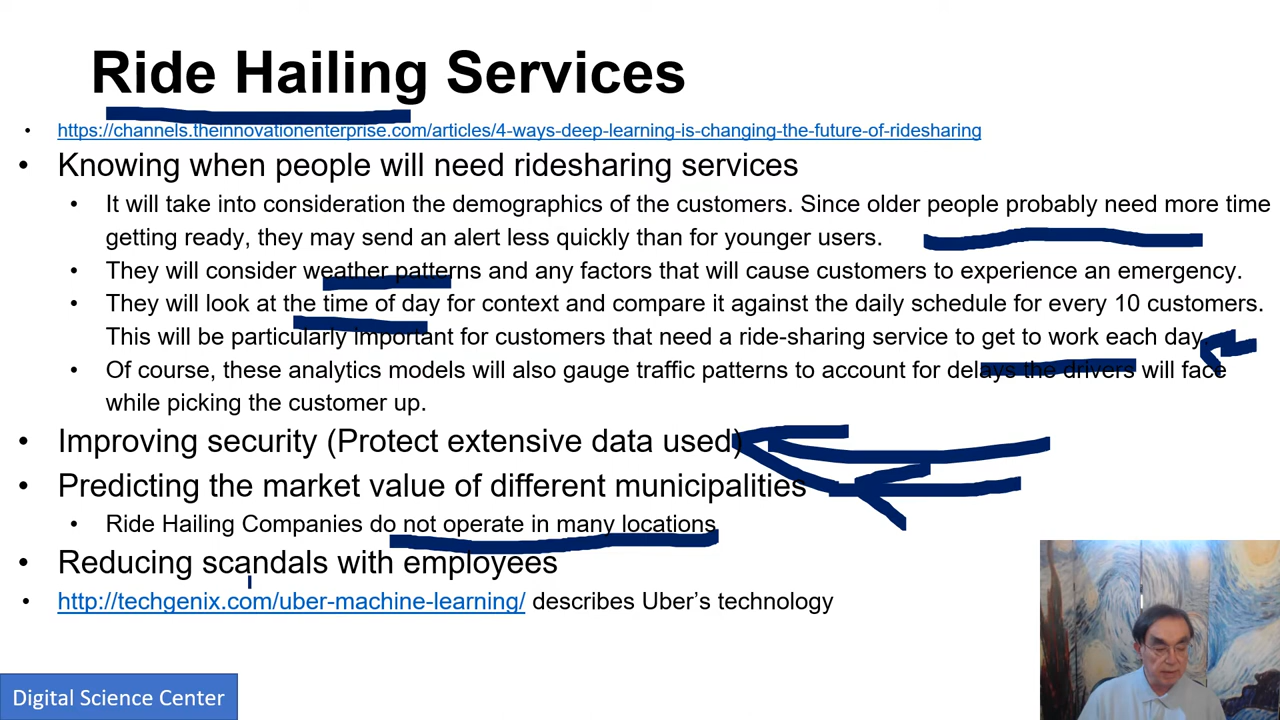 Ride Hailing Services
• https://channels.theinnovationenterprise.com/articles/4-ways-deep-learning-is-changing-the-future-of-ridesharing
• Knowing when people will need ridesharing services
• It will take into consideration the demographics of the customers. Since older people probably need more time
getting ready, they may send an alert less quickly than for younger users.
• They will consider weather patterns and any factors that will cause customers to experience an emergency.
• They will look at the time of day for context and compare it against the daily schedule for every 10 customers.
This will be particularly important for customers that need a ride-sharing service to get to work each day.
• Of course, these analytics models will also gauge traffic patterns to account for delays the drivers will face
while picking the customer up.
• Improving security (Protect extensive data used)
• Predicting the market value of different municipalities
• Ride Hailing Companies do not operate in many locations
• Reducing scandals with employees
• http://techgenix.com/uber-machine-learning/ describes Uber’s technology
Digital Science Center